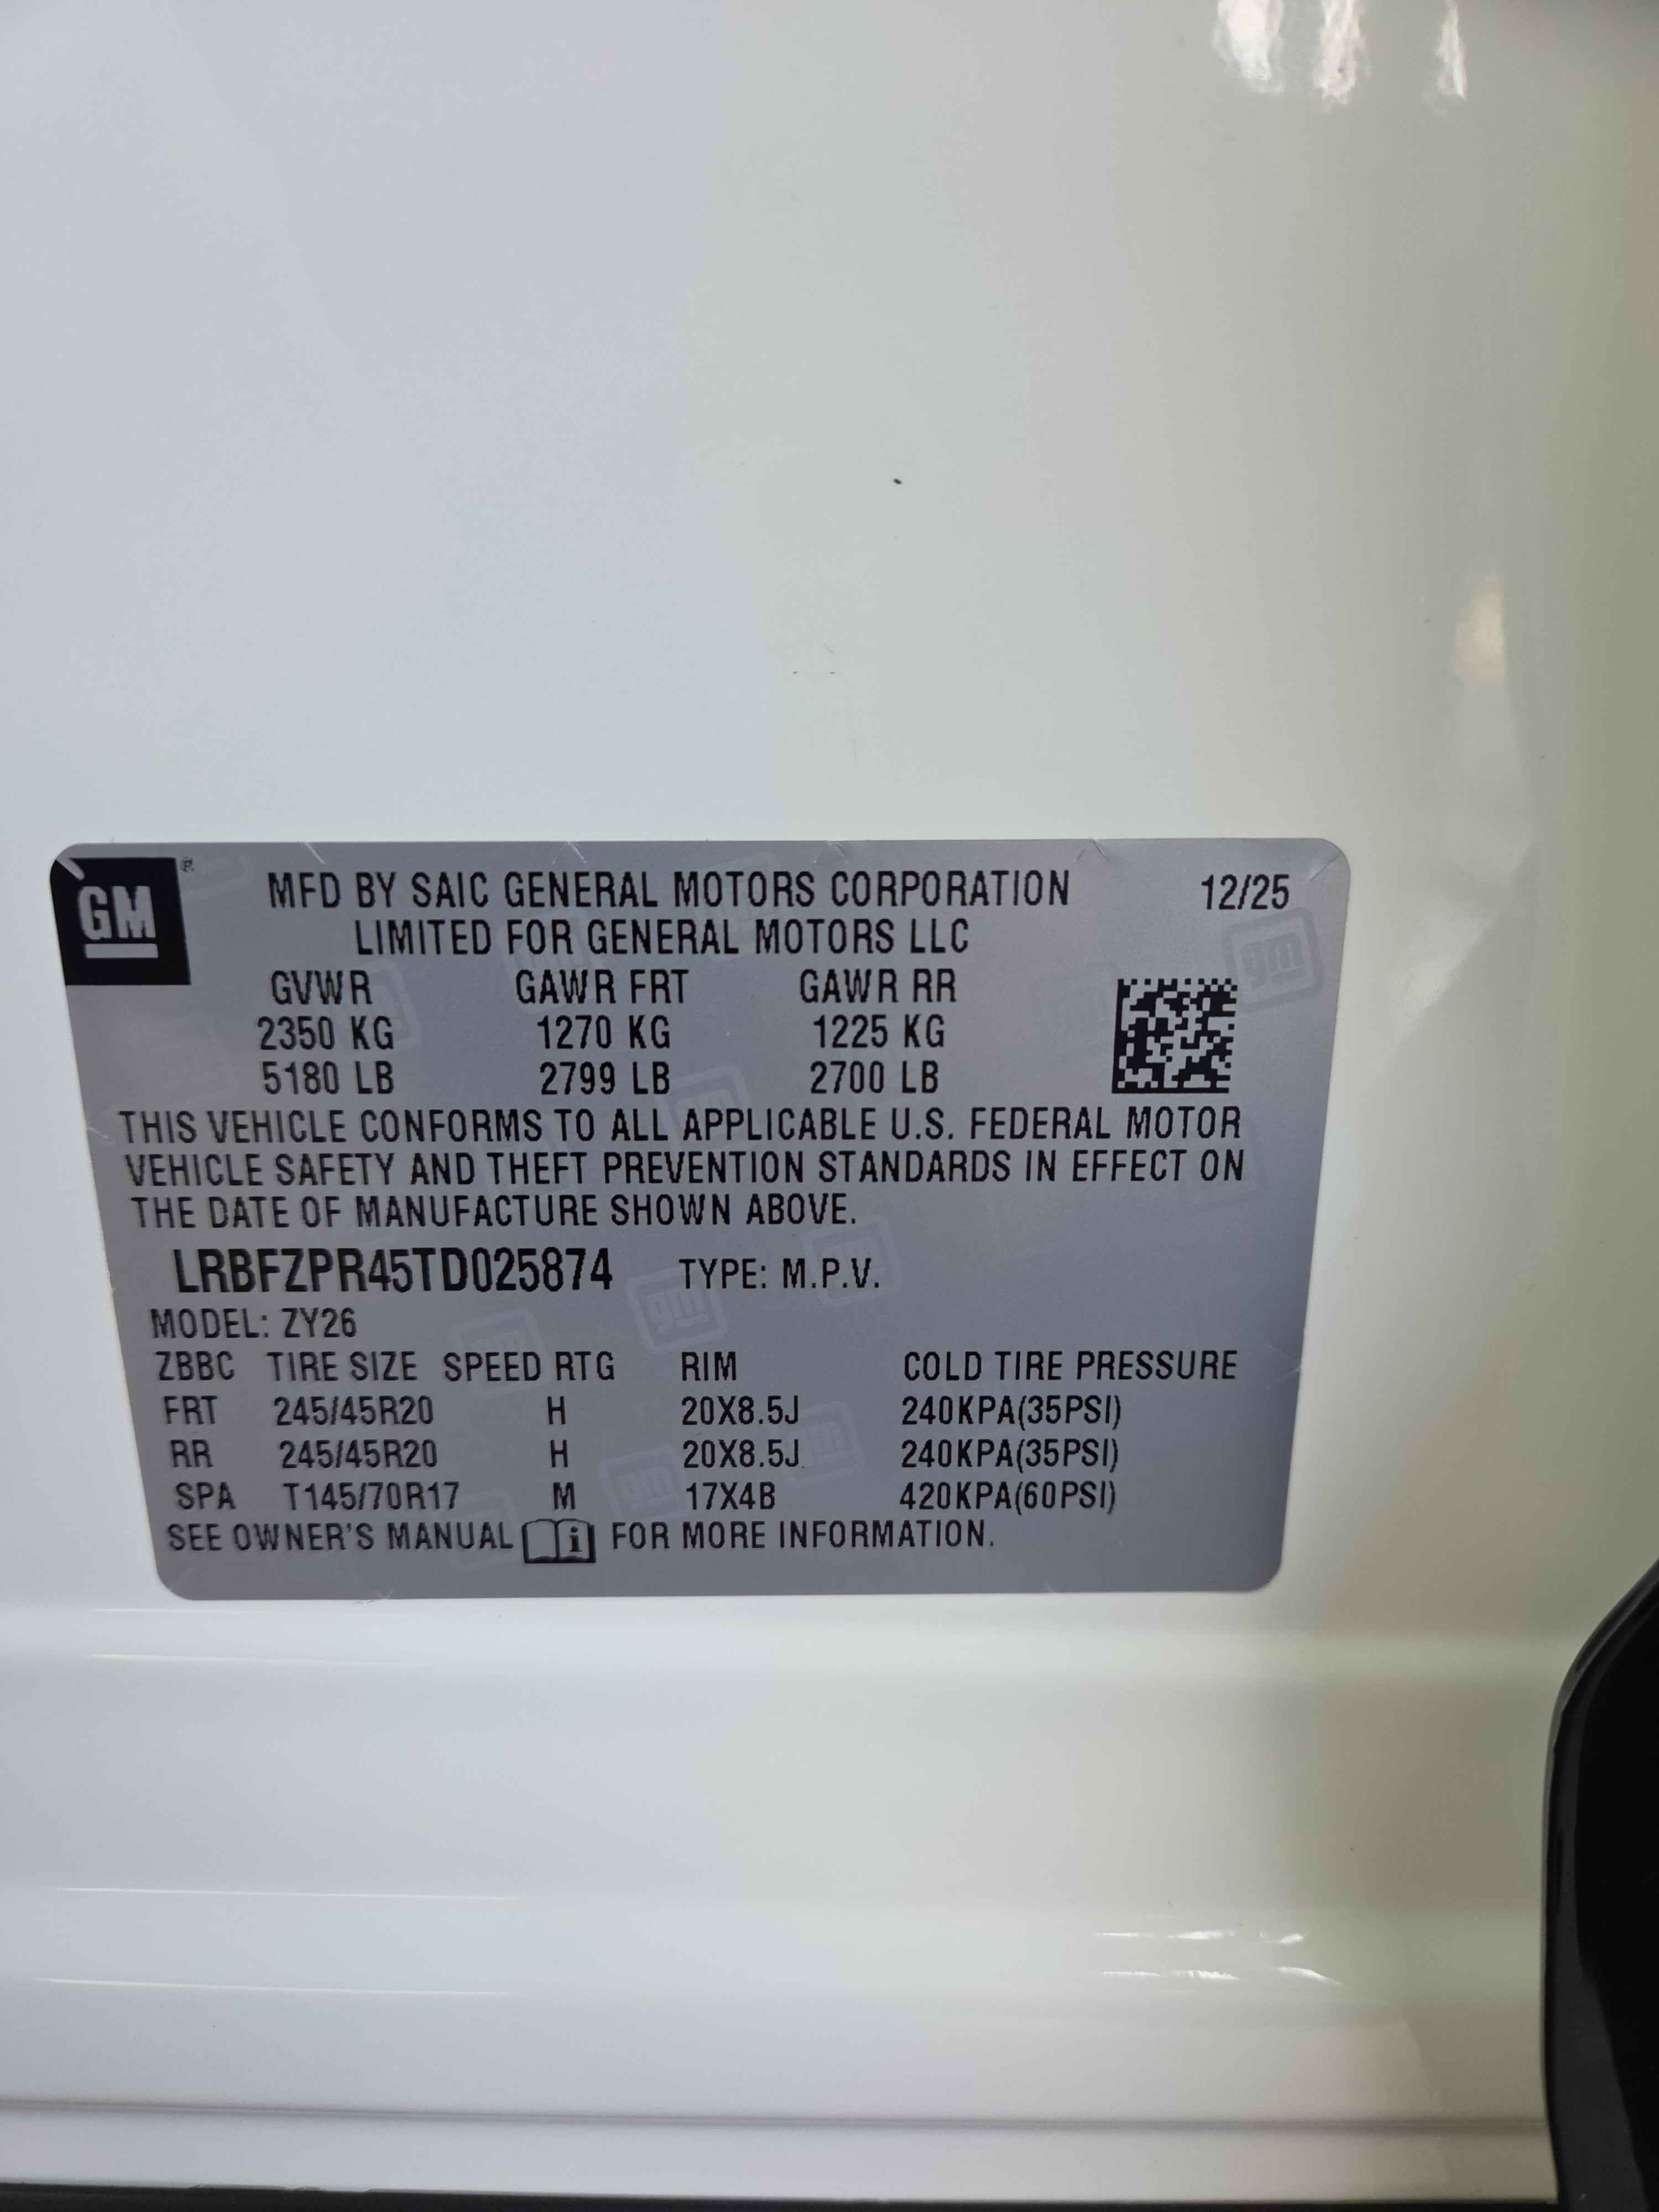 GM ®
MFD BY SAIC GENERAL MOTORS CORPORATION 12/25
LIMITED FOR GENERAL MOTORS LLC
GVWR GAWR FRT GAWR RR
2350 KG 1270 KG 1225 KG
5180 LB 2799 LB 2700 LB
THIS VEHICLE CONFORMS TO ALL APPLICABLE U.S. FEDERAL MOTOR
VEHICLE SAFETY AND THEFT PREVENTION STANDARDS IN EFFECT ON
THE DATE OF MANUFACTURE SHOWN ABOVE.
LRBFZPR45TD025874 TYPE: M.P.V.
MODEL: ZY26
ZBBC TIRE SIZE SPEED RTG RIM COLD TIRE PRESSURE
FRT 245/45R20 H 20X8.5J 240KPA(35PSI)
RR 245/45R20 H 20X8.5J 240KPA(35PSI)
SPA T145/70R17 M 17X4B 420KPA(60PSI)
SEE OWNER'S MANUAL i FOR MORE INFORMATION.